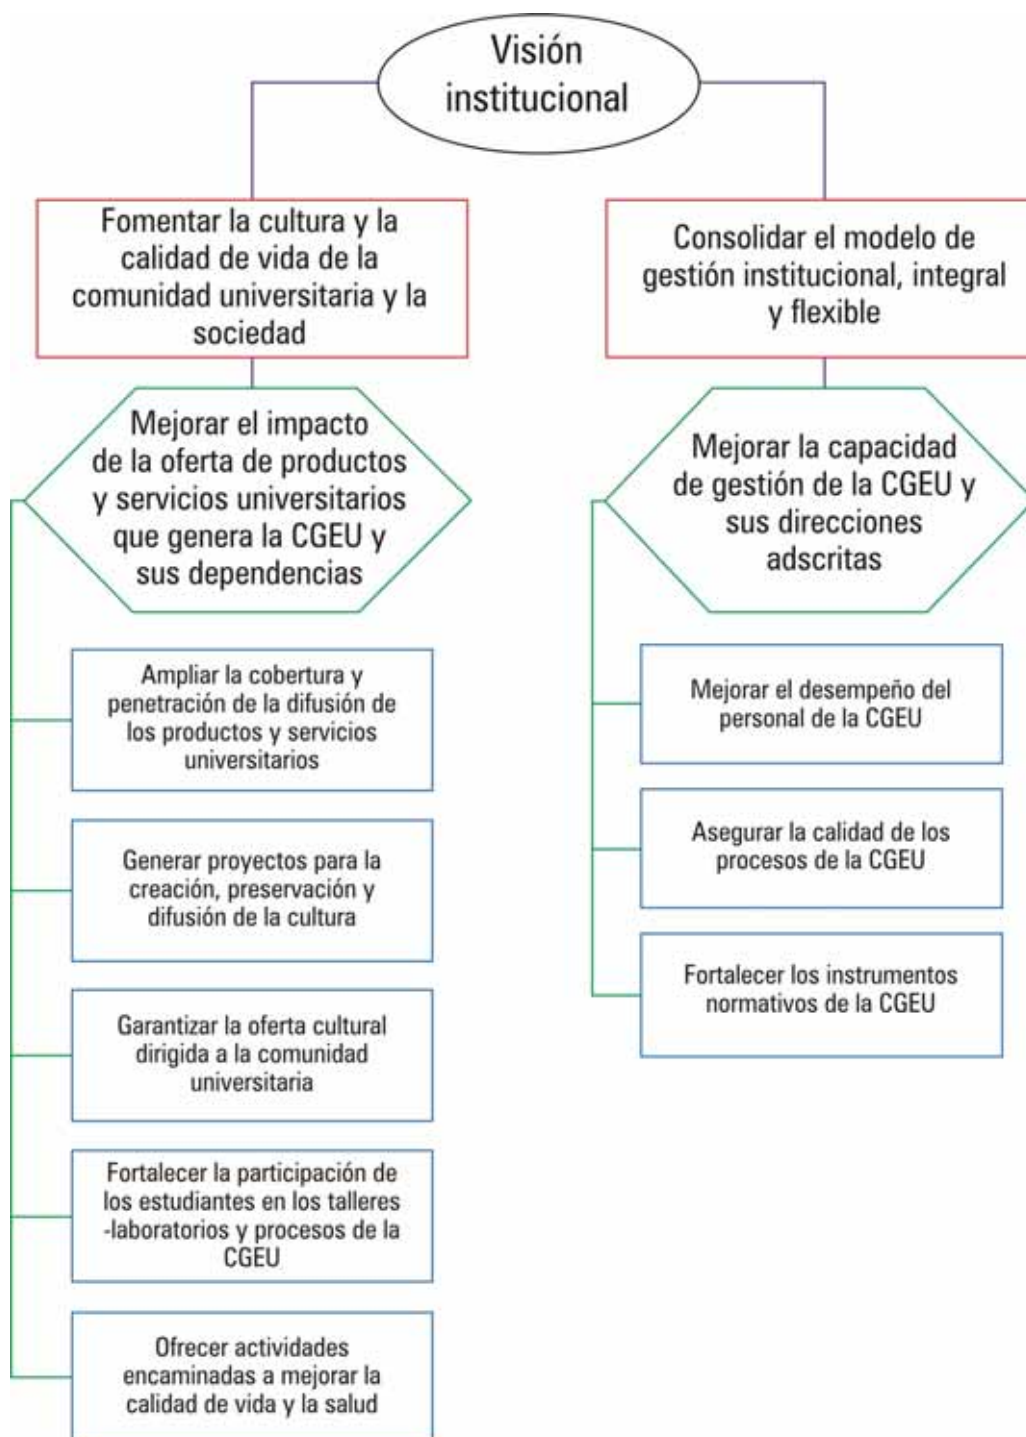 Visión
institucional
Fomentar la cultura y la
calidad de vida de la
comunidad universitaria y la
sociedad
Mejorar el impacto
de la oferta de productos
y servicios universitarios
que genera la CGEU y
sus dependencias
Ampliar la cobertura y
penetración de la difusión de
los productos y servicios
universitarios
Generar proyectos para la
creación, preservación y
difusión de la cultura
Garantizar la oferta cultural
dirigida a la comunidad
universitaria
Fortalecer la participación de
los estudiantes en los talleres
-laboratorios y procesos de la
CGEU
Ofrecer actividades
encaminadas a mejorar la
calidad de vida y la salud
Consolidar el modelo de
gestión institucional, integral
y flexible
Mejorar la capacidad
de gestión de la CGEU y
sus direcciones
adscritas
Mejorar el desempeño del
personal de la CGEU
Asegurar la calidad de los
procesos de la CGEU
Fortalecer los instrumentos
normativos de la CGEU